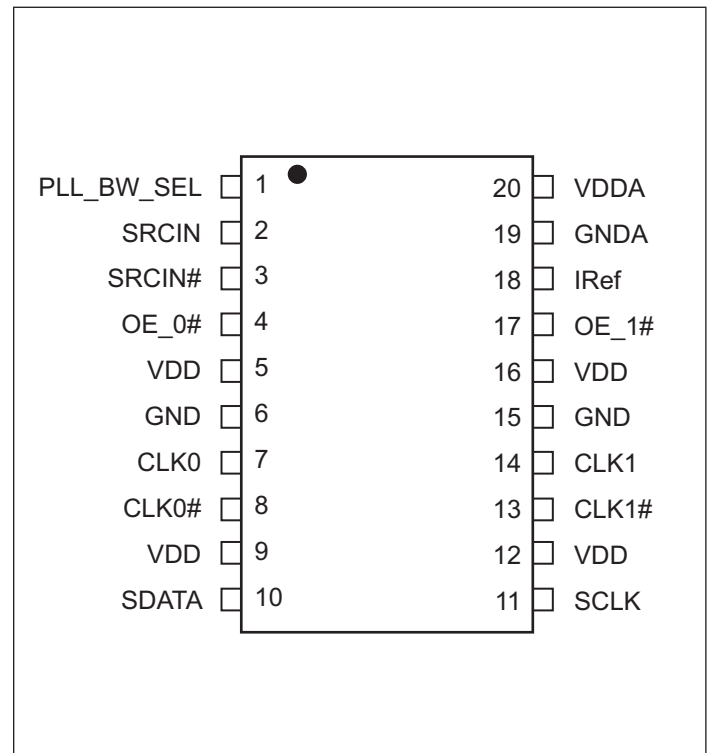 PLL_BW_SEL 1 20 VDDA
SRCIN 2 19 GNDA
SRCIN# 3 18 IRef
OE_0# 4 17 OE_1#
VDD 5 16 VDD
GND 6 15 GND
CLK0 7 14 CLK1
CLK0# 8 13 CLK1#
VDD 9 12 VDD
SDATA 10 11 SCLK